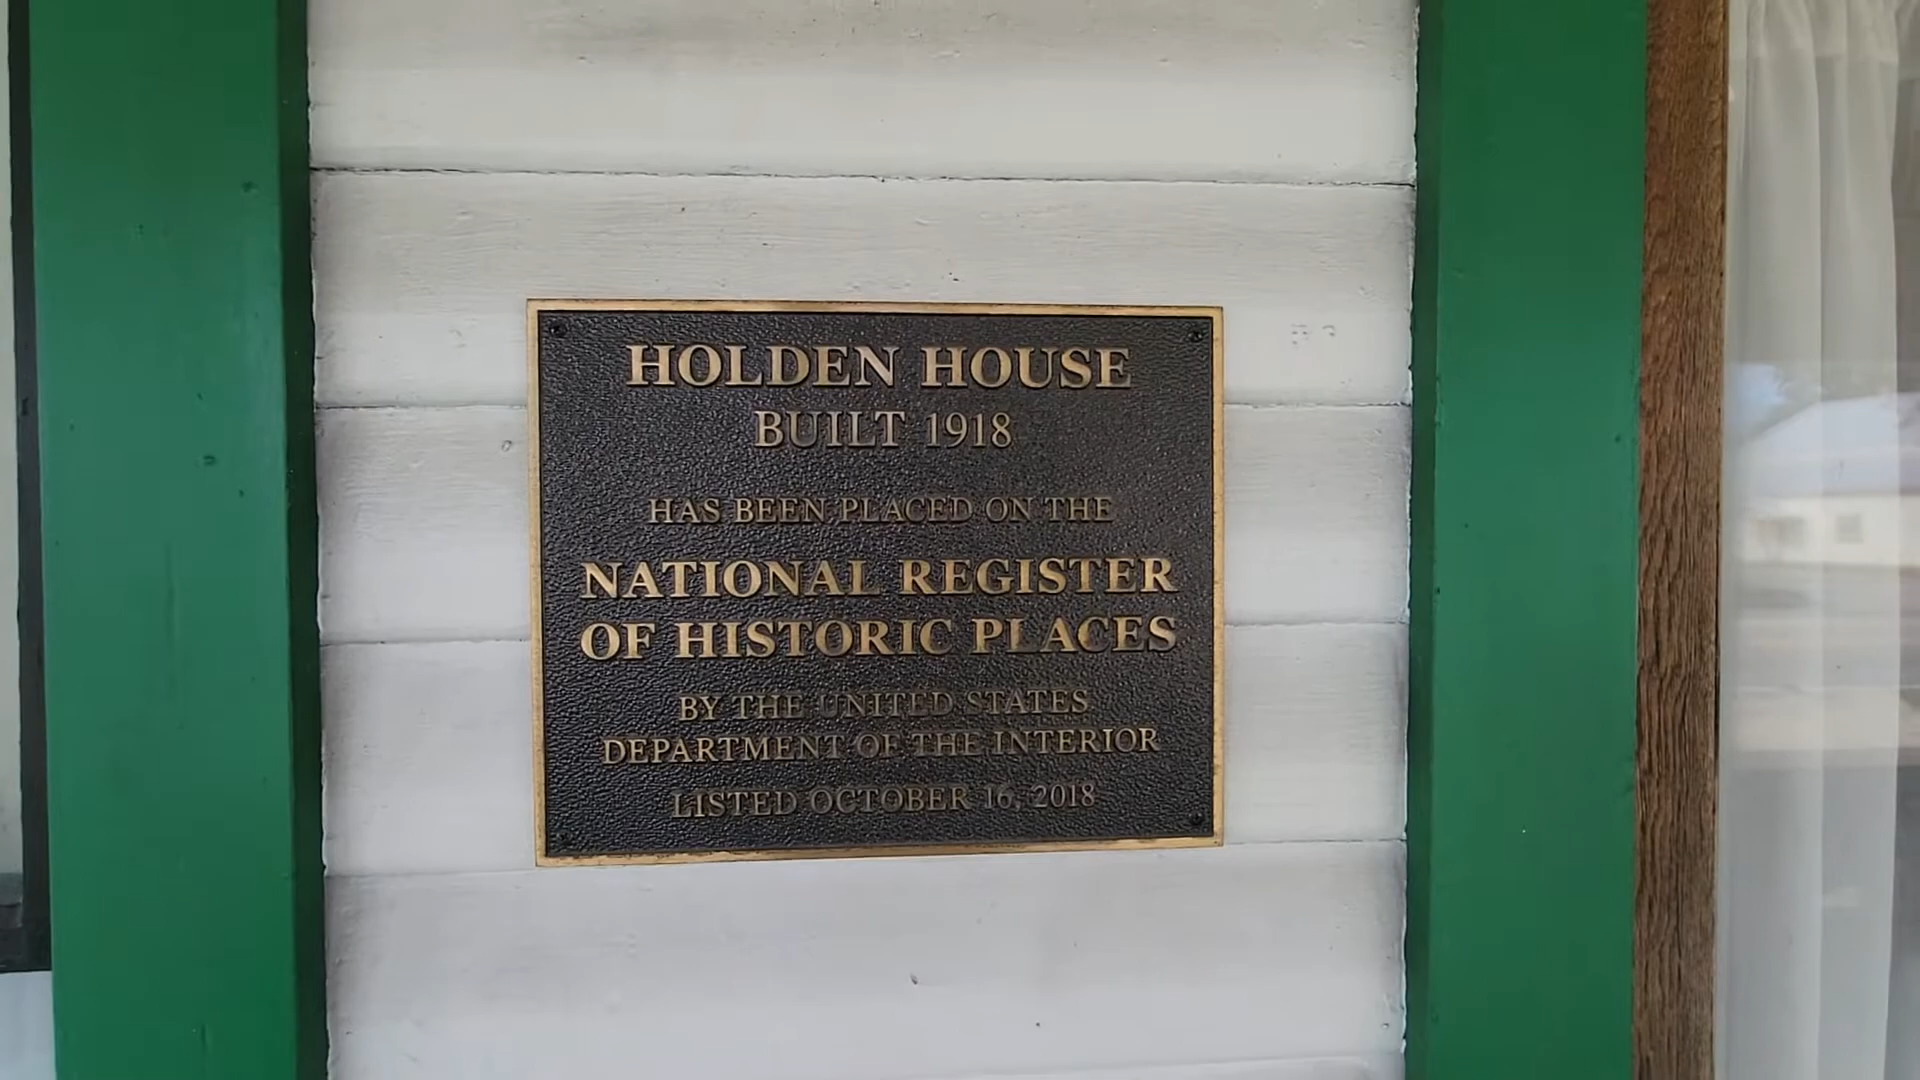 HOLDEN HOUSE
BUILT 1918
HAS BEEN PLACED ON THE
NATIONAL REGISTER
OF HISTORIC PLACES
BY THE UNITED STATES
DEPARTMENT OF THE INTERIOR
LISTED OCTOBER 16, 2018